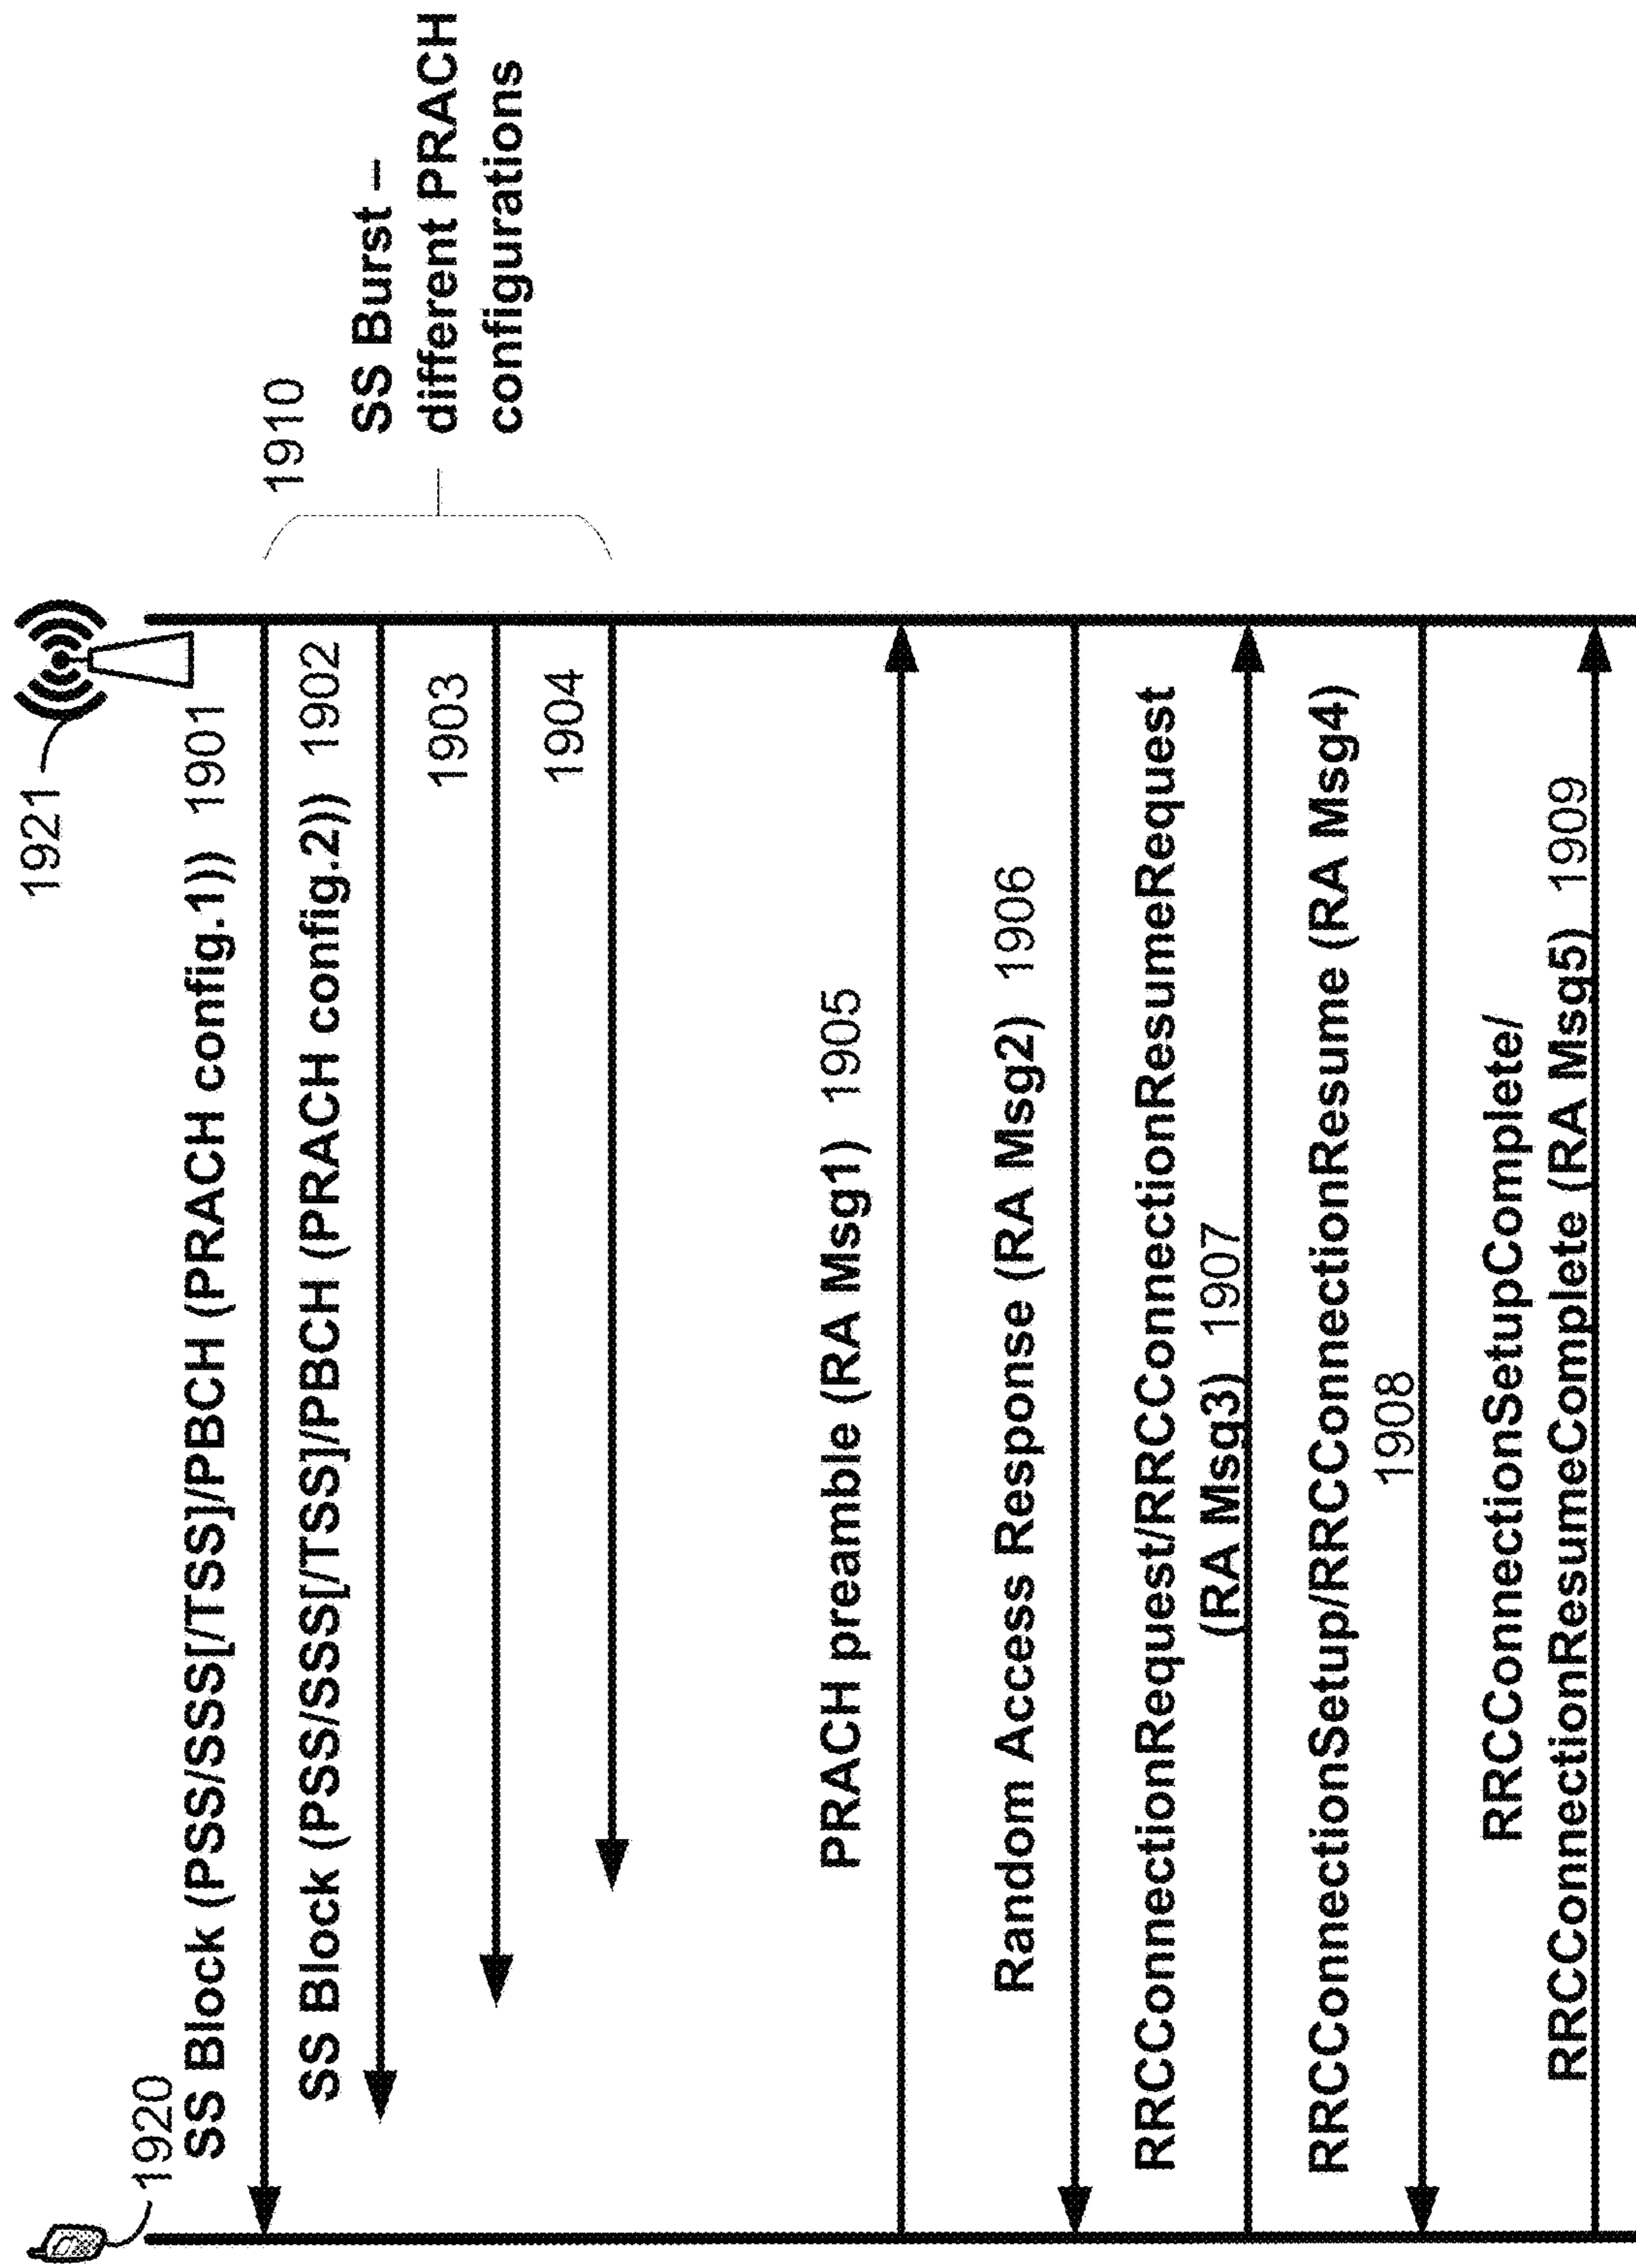 1920
1921
SS Block (PSS/SSS[/TSS]/PBCH (PRACH config.1)) 1901
SS Block (PSS/SSS[/TSS]/PBCH (PRACH config.2)) 1902
1903
1904
1910
SS Burst –
different PRACH
configurations
PRACH preamble (RA Msg1) 1905
Random Access Response (RA Msg2) 1906
RRCConnectionRequest/RRCConnectionResumeRequest
(RA Msg3) 1907
RRCConnectionSetup/RRCConnectionResume (RA Msg4)
1908
RRCConnectionSetupComplete/
RRCConnectionResumeComplete (RA Msg5) 1909